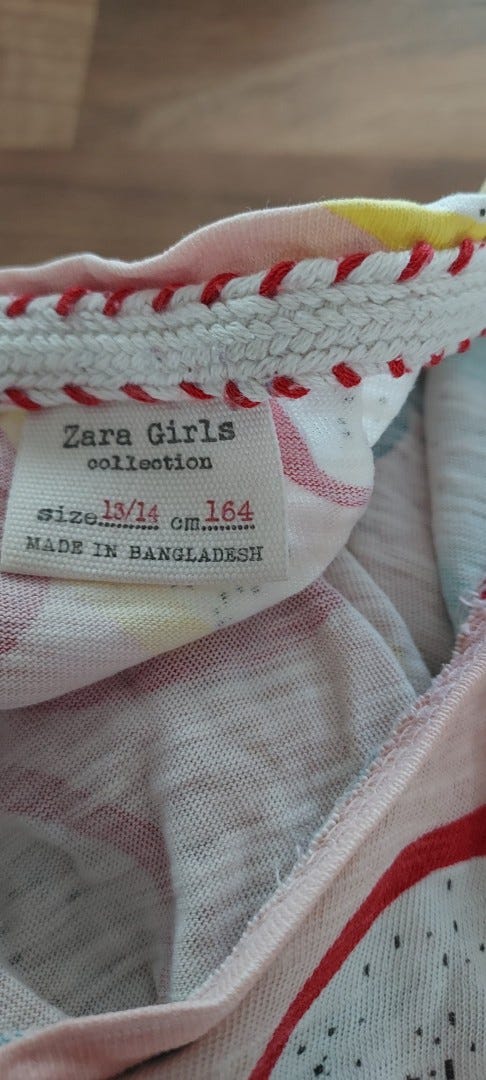 Zara Girls
collection
size 13/14 cm 164
MADE IN BANGLADESH